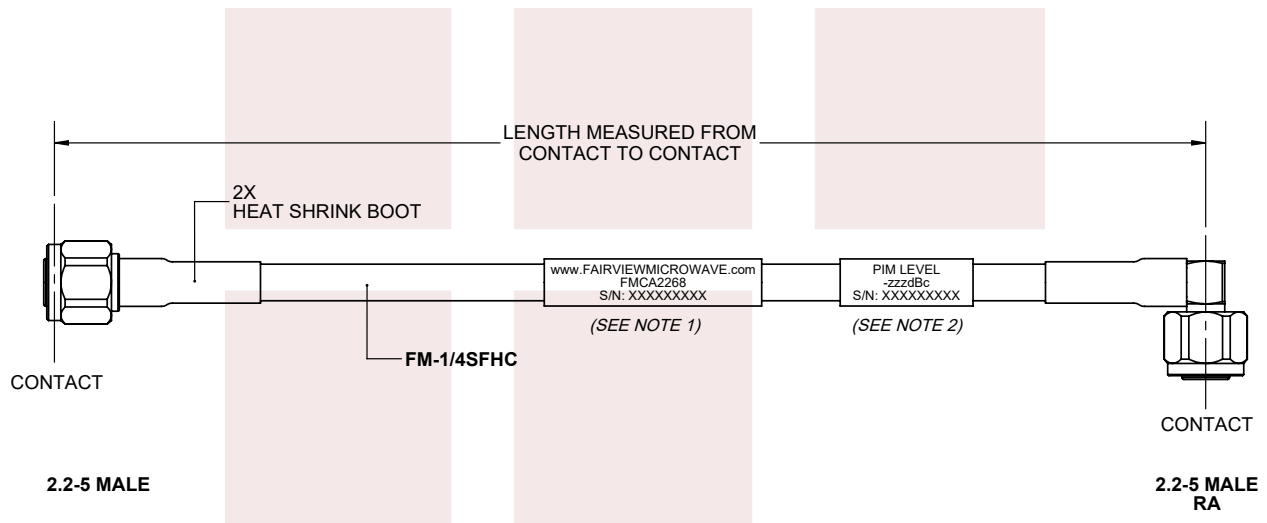 LENGTH MEASURED FROM
CONTACT TO CONTACT
2X
HEAT SHRINK BOOT
www.FAIRVIEWMICROWAVE.com
FMCA2268
S/N: XXXXXXXXX
(SEE NOTE 1)
PIM LEVEL
-zzzdBc
S/N: XXXXXXXXX
(SEE NOTE 2)
FM-1/4SFHC
CONTACT
CONTACT
2.2-5 MALE
2.2-5 MALE
RA